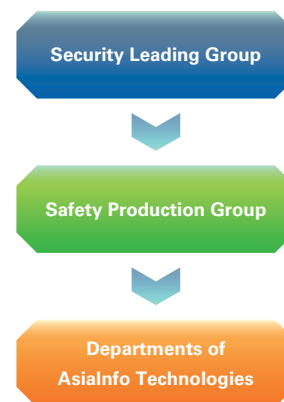 Security Leading Group
Safety Production Group
Departments of
AsiaInfo Technologies